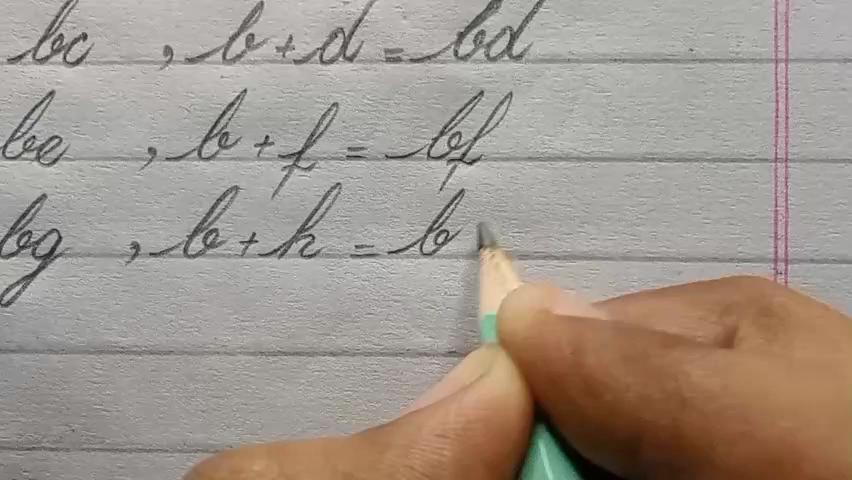 bc , b + d = bd
be , b + f = bf
bg , b + h = b